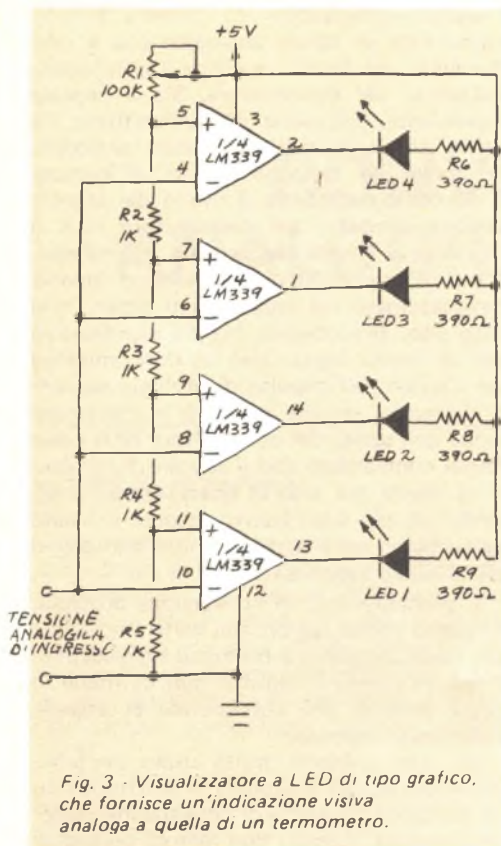 +5V
R1
100K
5
+
3
1/4
LM339
2
4
-
LED 4
R6
390Ω
R2
1K
7
+
1/4
LM339
1
6
-
LED3
R7
390Ω
R3
1K
9
+
1/4
LM339
14
8
-
LED 2
R8
390Ω
R4
1K
11
+
1/4
LM339
13
10
-
12
LED1
R9
390Ω
TENSIONE
ANALOGICA
D'INGRESSO
R5
1K
Fig. 3 - Visualizzatore a LED di tipo grafico,
che fornisce un'indicazione visiva
analoga a quella di un termometro.